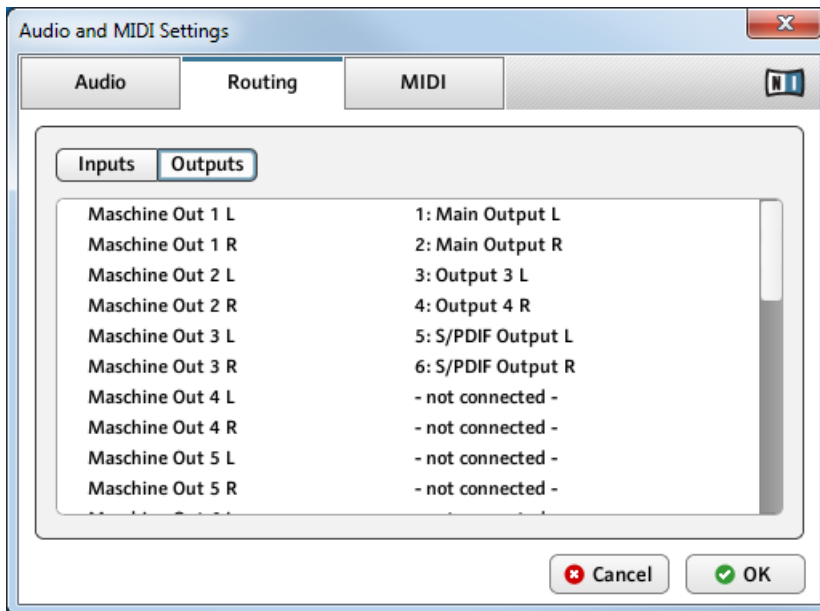 Audio and MIDI Settings
Audio Routing MIDI
NI
Inputs Outputs
Maschine Out 1 L 1: Main Output L
Maschine Out 1 R 2: Main Output R
Maschine Out 2 L 3: Output 3 L
Maschine Out 2 R 4: Output 4 R
Maschine Out 3 L 5: S/PDIF Output L
Maschine Out 3 R 6: S/PDIF Output R
Maschine Out 4 L - not connected -
Maschine Out 4 R - not connected -
Maschine Out 5 L - not connected -
Maschine Out 5 R - not connected -
Cancel OK